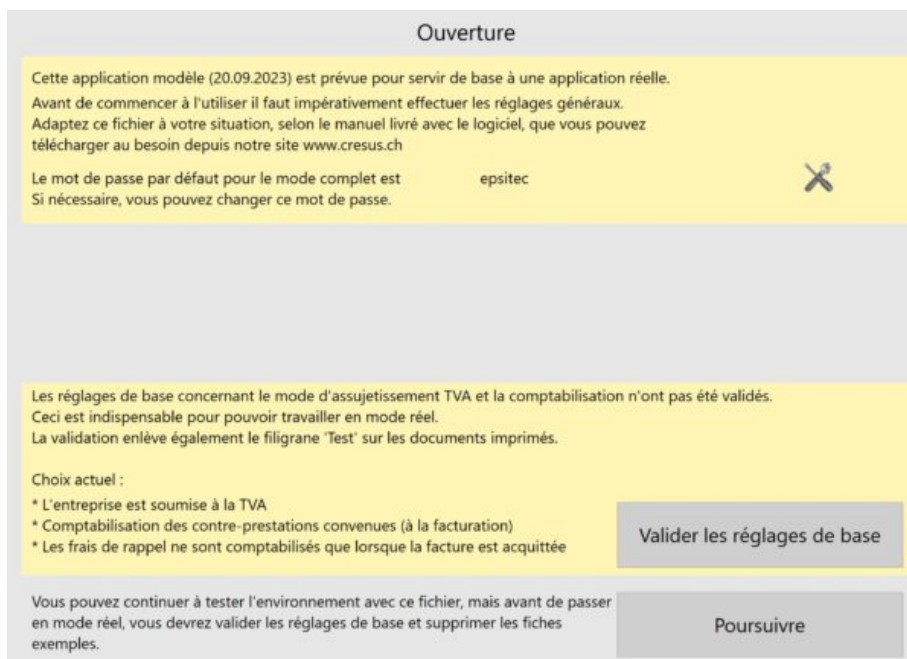 Ouverture
Cette application modèle (20.09.2023) est prévue pour servir de base à une application réelle.
Avant de commencer à l'utiliser il faut impérativement effectuer les réglages généraux.
Adaptez ce fichier à votre situation, selon le manuel livré avec le logiciel, que vous pouvez
télécharger au besoin depuis notre site www.cresus.ch
Le mot de passe par défaut pour le mode complet est epsitec
Si nécessaire, vous pouvez changer ce mot de passe.
Les réglages de base concernant le mode d'assujetissement TVA et la comptabilisation n'ont pas été validés.
Ceci est indispensable pour pouvoir travailler en mode réel.
La validation enlève également le filigrane 'Test' sur les documents imprimés.
Choix actuel :
* L'entreprise est soumise à la TVA
* Comptabilisation des contre-prestations convenues (à la facturation)
* Les frais de rappel ne sont comptabilisés que lorsque la facture est acquittée
Valider les réglages de base
Vous pouvez continuer à tester l'environnement avec ce fichier, mais avant de passer
en mode réel, vous devrez valider les réglages de base et supprimer les fiches
exemples.
Poursuivre